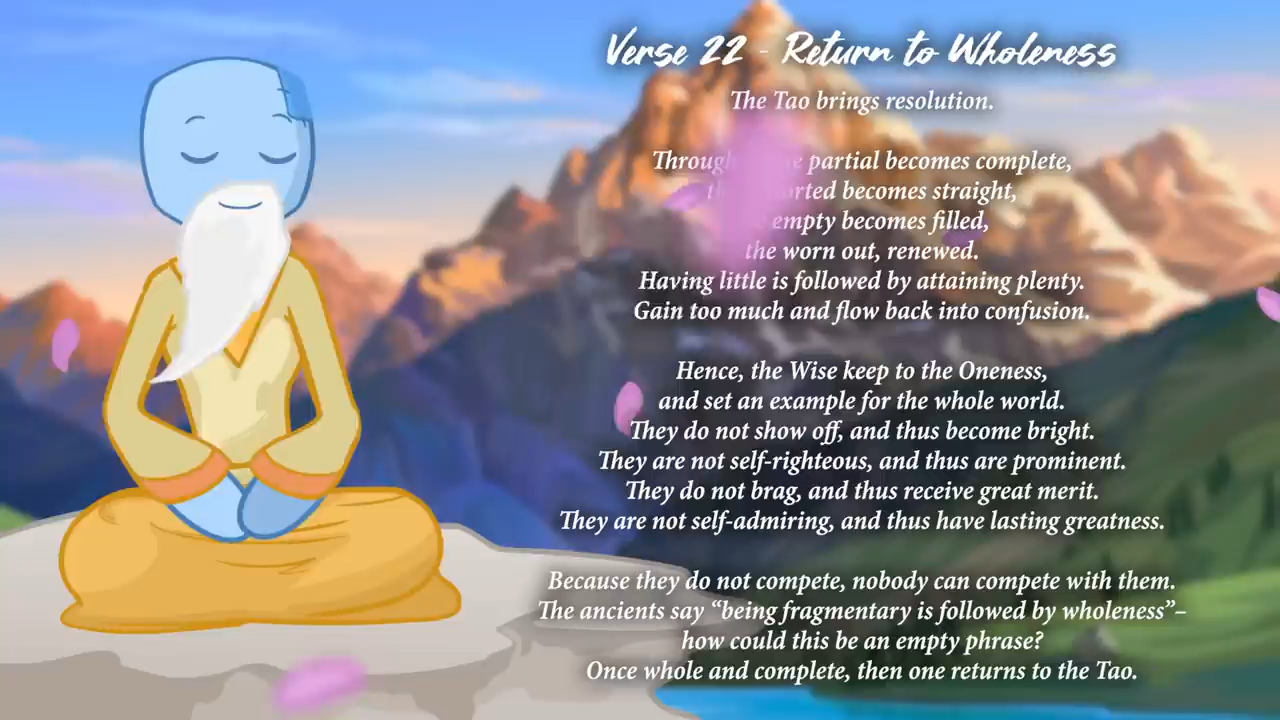 Verse 22 - Return to Wholeness
The Tao brings resolution.
partial becomes complete,
becomes straight,
empty becomes filled,
the worn out, renewed.
Having little is followed by attaining plenty.
Gain too much and flow back into confusion.
Hence, the Wise keep to the Oneness,
and set an example for the whole world.
They do not show off, and thus become bright.
They are not self-righteous, and thus are prominent.
They do not brag, and thus receive great merit.
They are not self-admiring, and thus have lasting greatness.
Because they do not compete, nobody can compete with them.
The ancients say “being fragmentary is followed by wholeness”–
how could this be an empty phrase?
Once whole and complete, then one returns to the Tao.